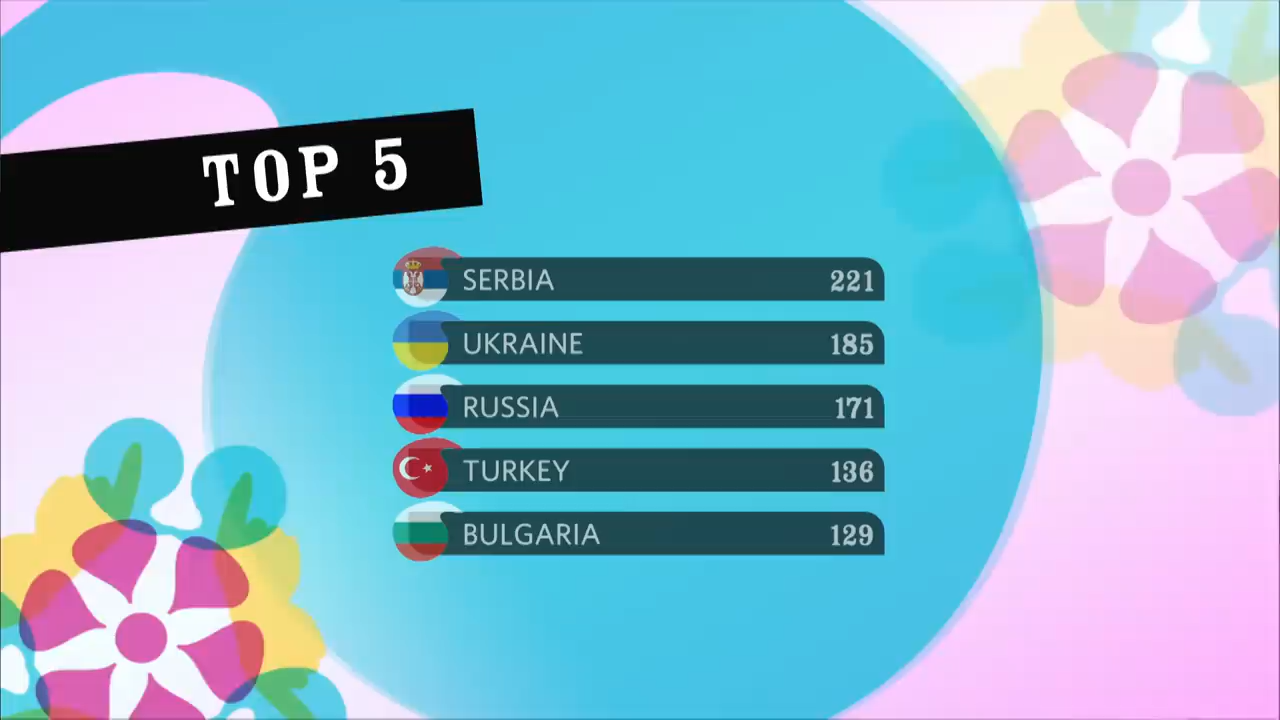 TOP 5
SERBIA 221
UKRAINE 185
RUSSIA 171
TURKEY 136
BULGARIA 129